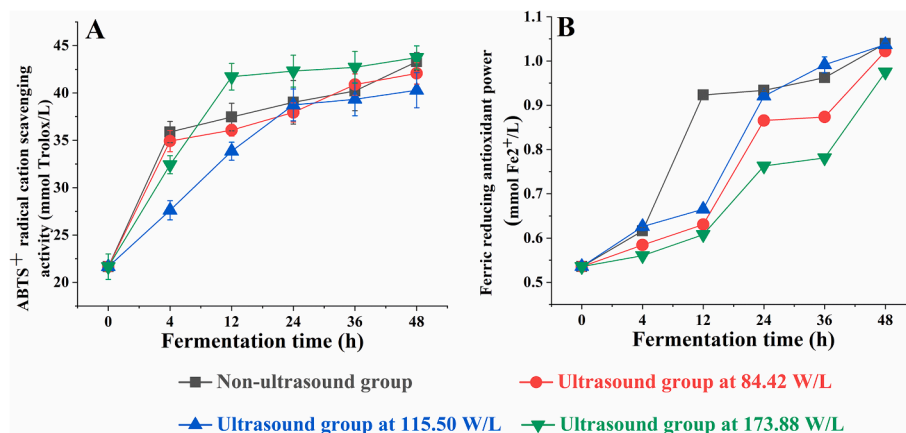 A
ABTS⁺ radical cation scavenging
activity (mmol Trolox/L)
45
40
35
30
25
20
0 4 12 24 36 48
Fermentation time (h)
B
Ferric reducing antioxidant power
(mmol Fe2⁺/L)
1.1
1.0
0.9
0.8
0.7
0.6
0.5
0 4 12 24 36 48
Fermentation time (h)
Non-ultrasound group
Ultrasound group at 84.42 W/L
Ultrasound group at 115.50 W/L
Ultrasound group at 173.88 W/L